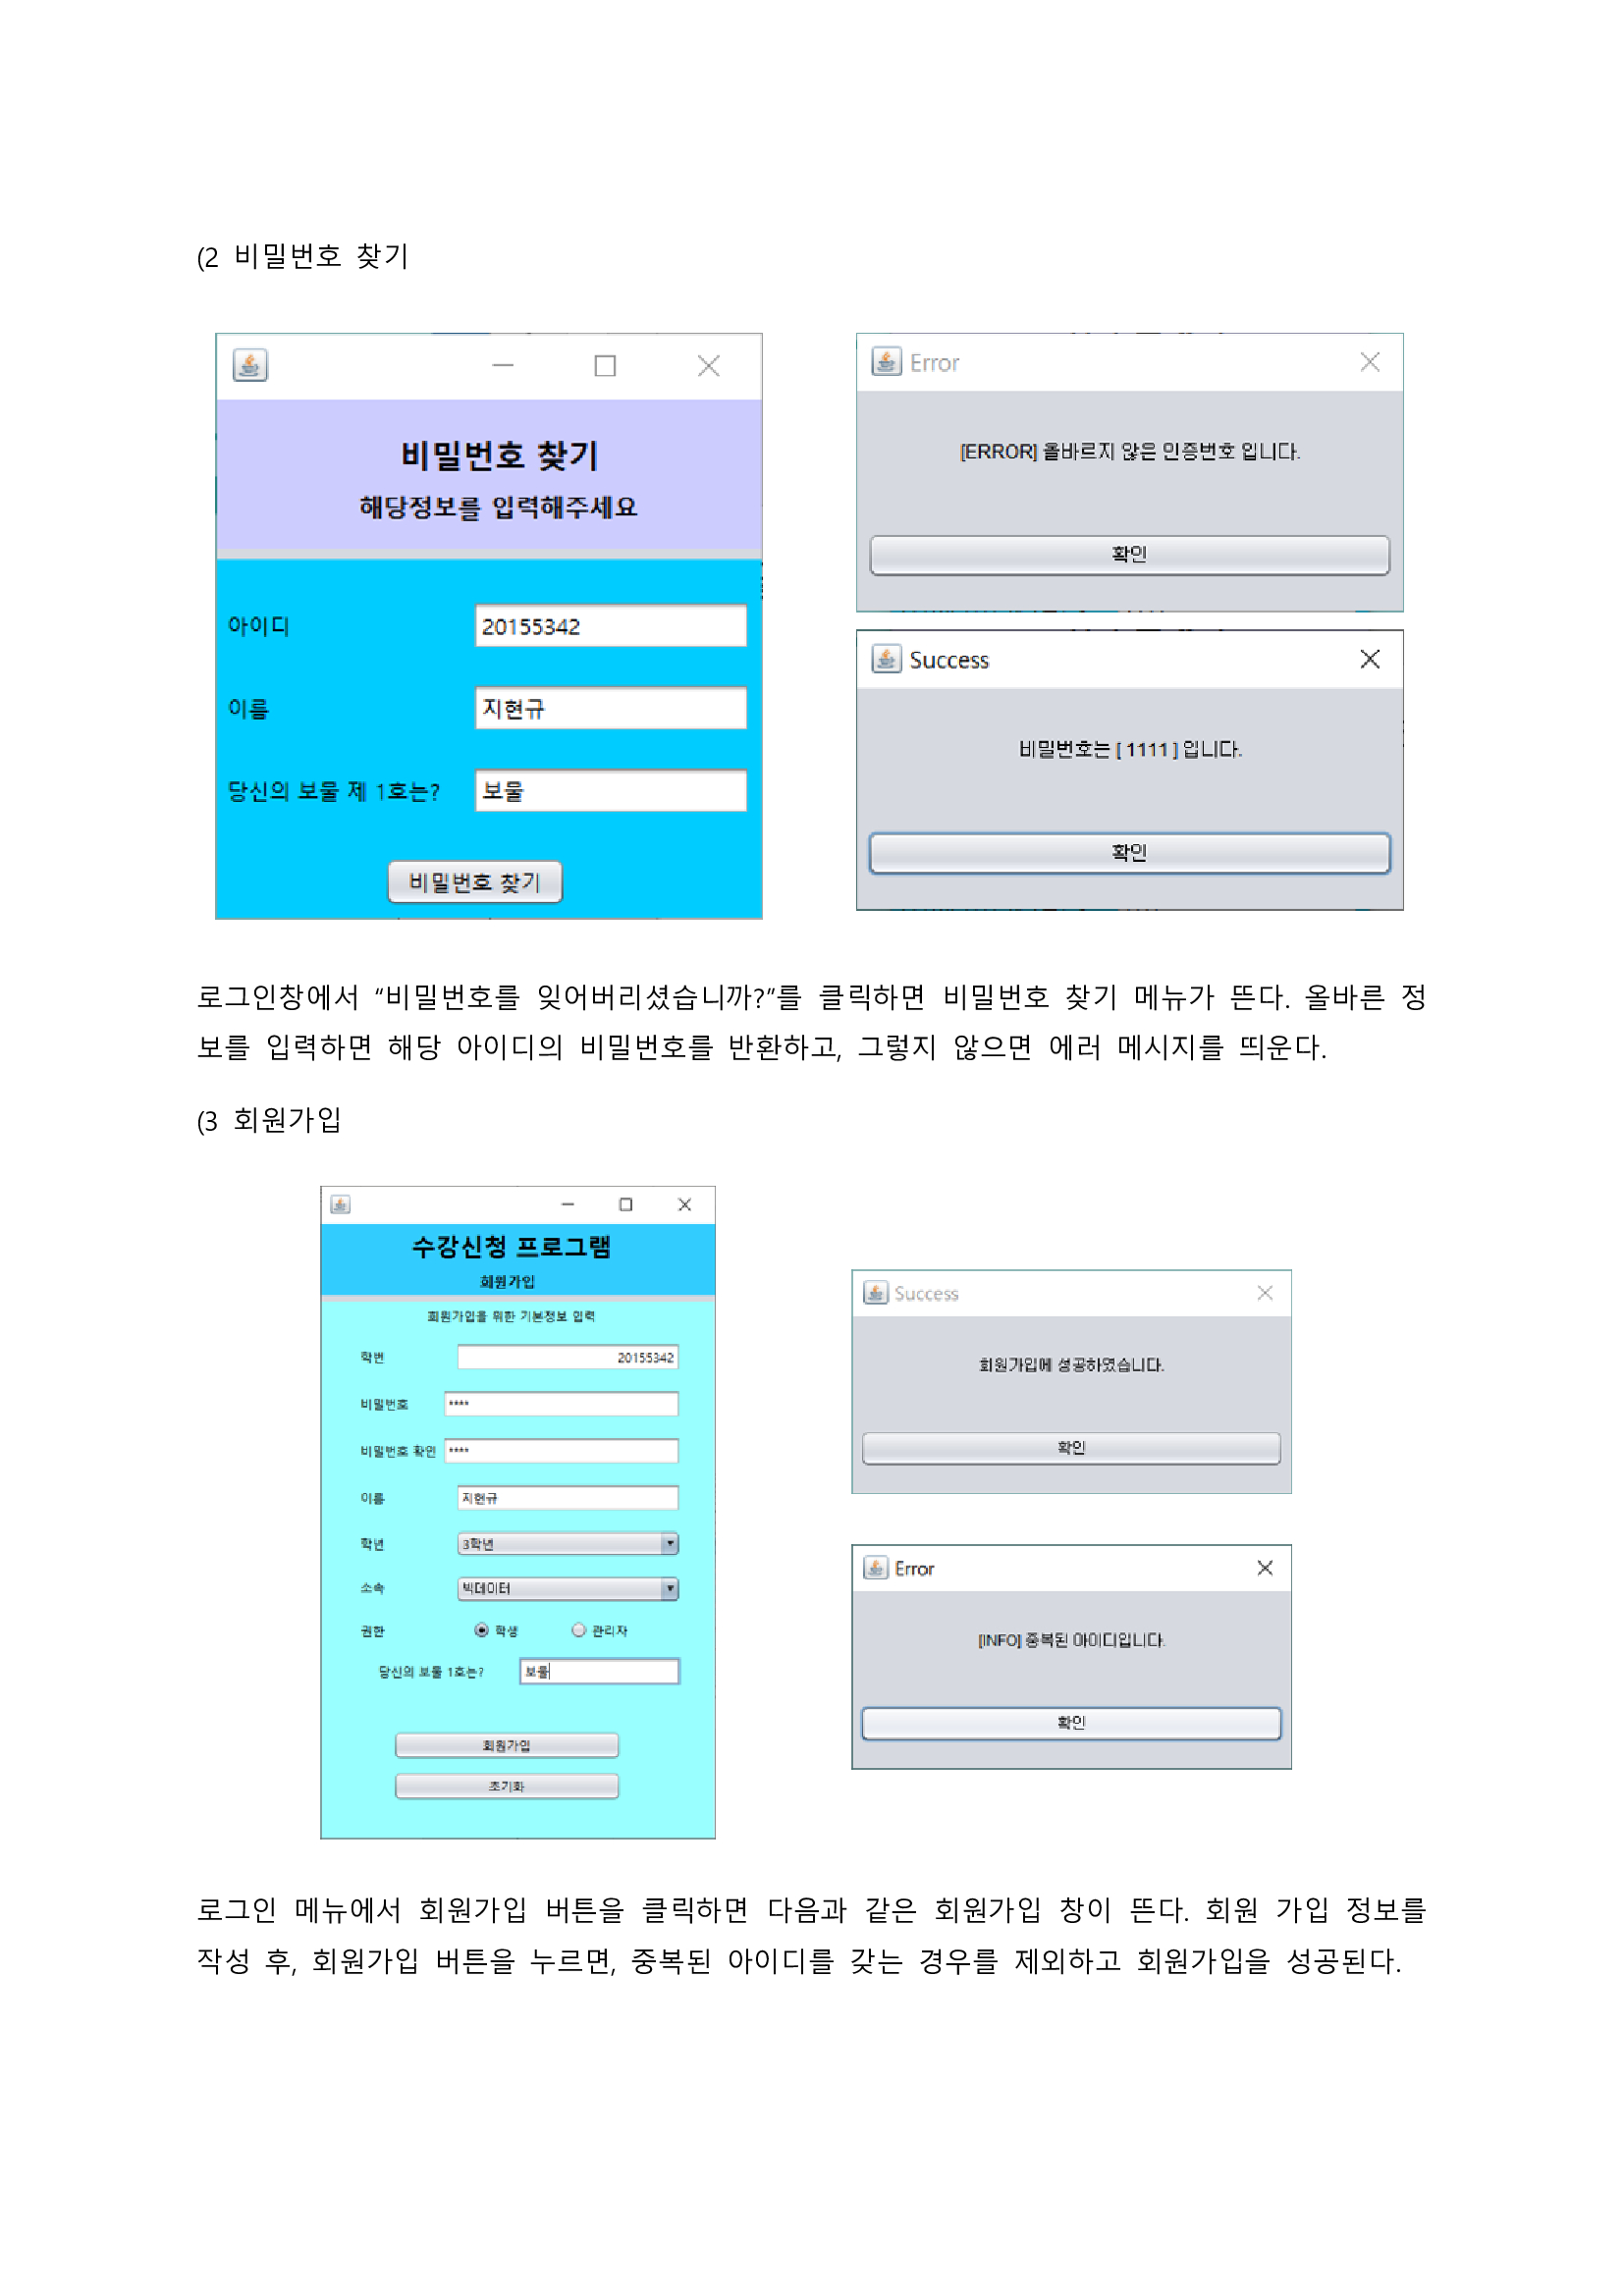 (2 비밀번호 찾기
비밀번호 찾기
해당정보를 입력해주세요
아이디 20155342
이름 지현규
당신의 보물 제 1호는? 보물
비밀번호 찾기
Error
[ERROR] 올바르지 않은 인증번호 입니다.
확인
Success
비밀번호는 [ 1111 ] 입니다.
확인
로그인창에서 “비밀번호를 잊어버리셨습니까?”를 클릭하면 비밀번호 찾기 메뉴가 뜬다. 올바른 정
보를 입력하면 해당 아이디의 비밀번호를 반환하고, 그렇지 않으면 에러 메시지를 띄운다.
(3 회원가입
수강신청 프로그램
회원가입
회원가입을 위한 기본정보 입력
학번 20155342
비밀번호 ****
비밀번호 확인 ****
이름 지현규
학년 3학년
소속 빅데이터
권한 학생 관리자
당신의 보물 1호는? 보물
회원가입
초기화
Success
회원가입에 성공하였습니다.
확인
Error
[INFO] 중복된 아이디입니다.
확인
로그인 메뉴에서 회원가입 버튼을 클릭하면 다음과 같은 회원가입 창이 뜬다. 회원 가입 정보를
작성 후, 회원가입 버튼을 누르면, 중복된 아이디를 갖는 경우를 제외하고 회원가입을 성공된다.